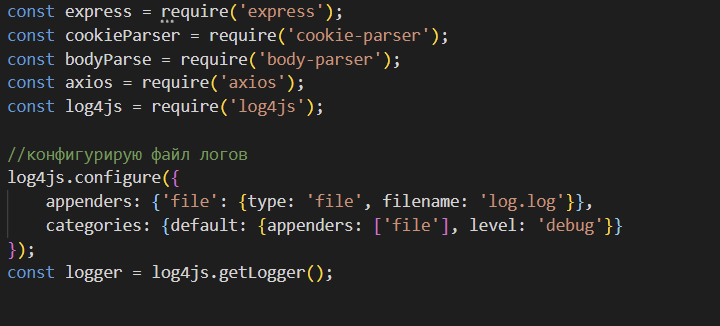 const express = require('express');
const cookieParser = require('cookie-parser');
const bodyParse = require('body-parser');
const axios = require('axios');
const log4js = require('log4js');
//конфигурирую файл логов
log4js.configure({
    appenders: {'file': {type: 'file', filename: 'log.log'}},
    categories: {default: {appenders: ['file'], level: 'debug'}}
});
const logger = log4js.getLogger();